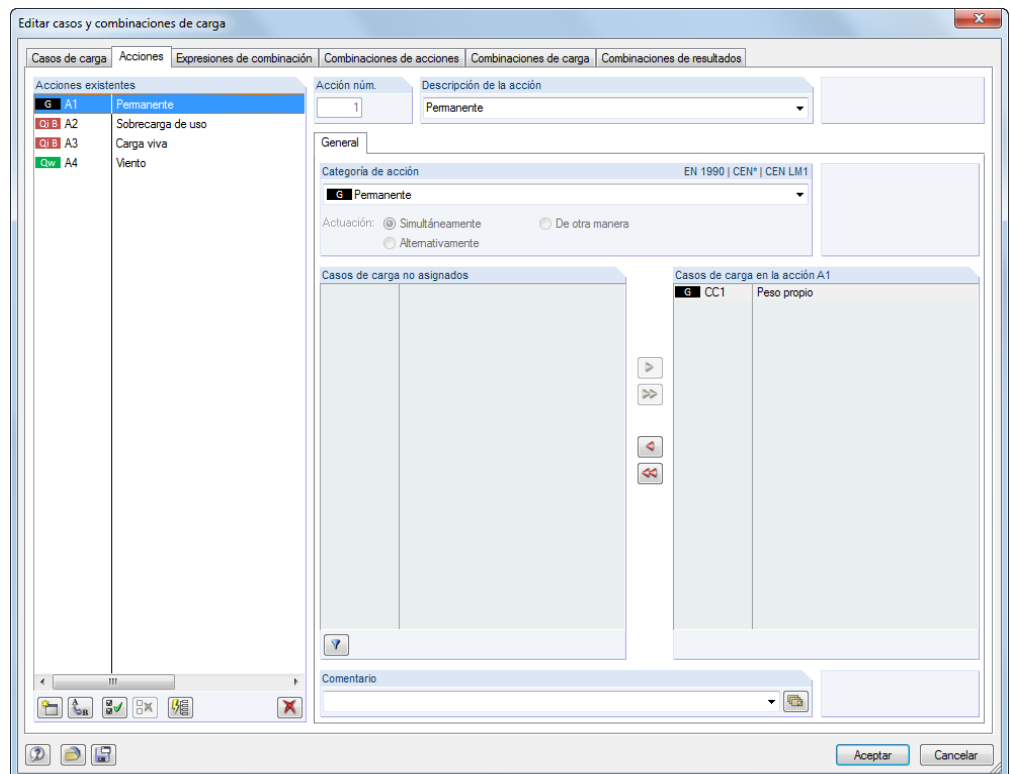 Editar casos y combinaciones de carga
Casos de carga Acciones Expresiones de combinación Combinaciones de acciones Combinaciones de carga Combinaciones de resultados
Acciones existentes
G A1 Permanente
Qi B A2 Sobrecarga de uso
Qi B A3 Carga viva
Qw A4 Viento
Acción núm.
1
Descripción de la acción
Permanente
General
Categoría de acción EN 1990 | CEN* | CEN LM1
G Permanente
Actuación: Simultáneamente De otra manera
Alternativamente
Casos de carga no asignados
Casos de carga en la acción A1
G CC1 Peso propio
Comentario
Aceptar Cancelar